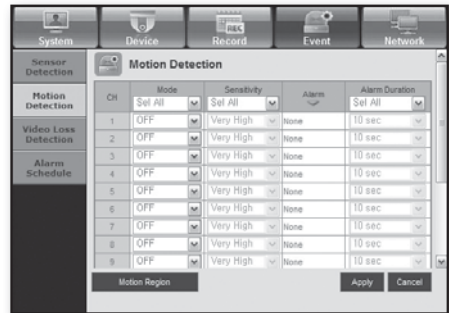 System Device Record Event Network
REC
Sensor Detection
Motion Detection
Video Loss Detection
Alarm Schedule
Motion Detection
CH Mode Sensitivity Alarm Alarm Duration
Sel All Sel All Sel All
1 OFF Very High None 10 sec
2 OFF Very High None 10 sec
3 OFF Very High None 10 sec
4 OFF Very High None 10 sec
5 OFF Very High None 10 sec
6 OFF Very High None 10 sec
7 OFF Very High None 10 sec
8 OFF Very High None 10 sec
9 OFF Very High None 10 sec
Motion Region Apply Cancel